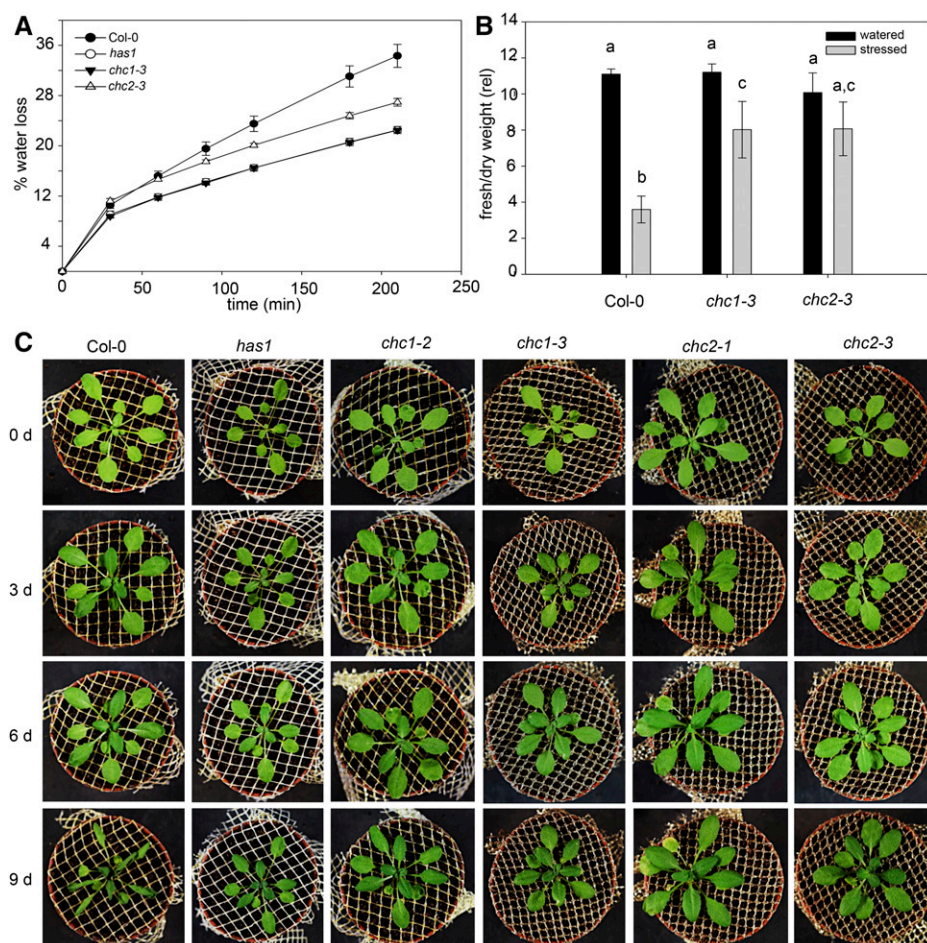 A
% water loss
36
28
20
12
4
Col-0
has1
chc1-3
chc2-3
0
50
100
150
200
250
time (min)
B
fresh/dry weight (rel)
14
12
10
8
6
4
2
0
watered
stressed
a
b
a
c
a
a,c
Col-0
chc1-3
chc2-3
C
Col-0
has1
chc1-2
chc1-3
chc2-1
chc2-3
0 d
3 d
6 d
9 d